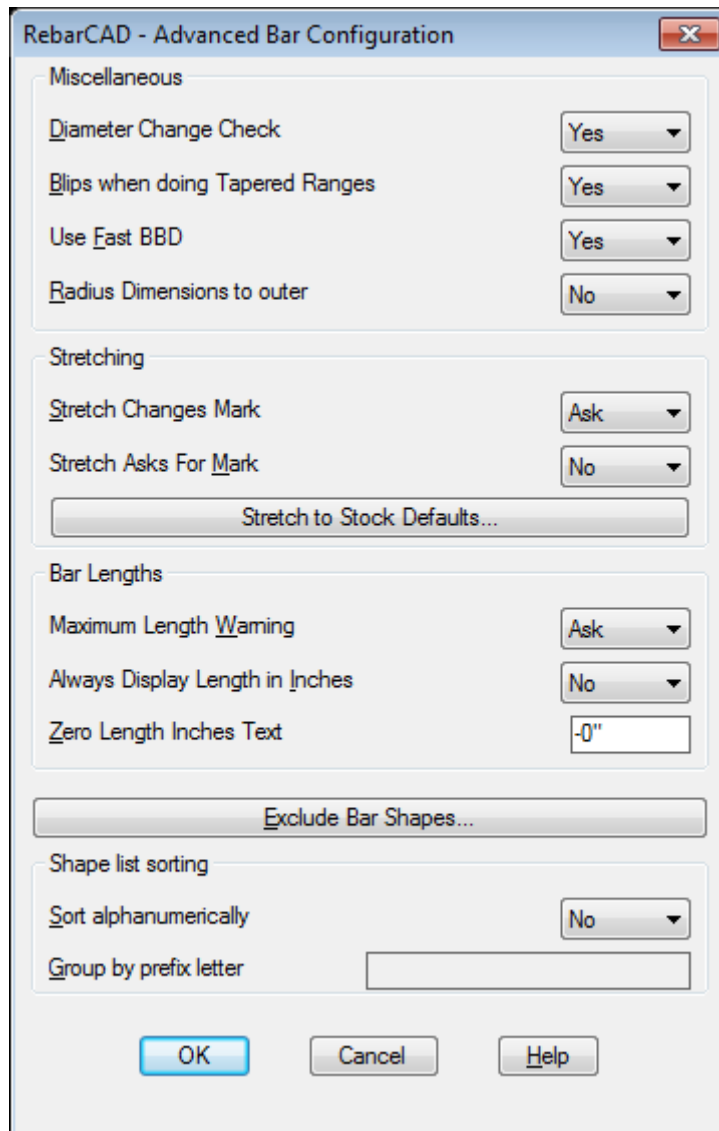 RebarCAD - Advanced Bar Configuration
Miscellaneous
Diameter Change Check Yes
Blips when doing Tapered Ranges Yes
Use Fast BBD Yes
Radius Dimensions to outer No
Stretching
Stretch Changes Mark Ask
Stretch Asks For Mark No
Stretch to Stock Defaults...
Bar Lengths
Maximum Length Warning Ask
Always Display Length in Inches No
Zero Length Inches Text -0"
Exclude Bar Shapes...
Shape list sorting
Sort alphanumerically No
Group by prefix letter
OK Cancel Help